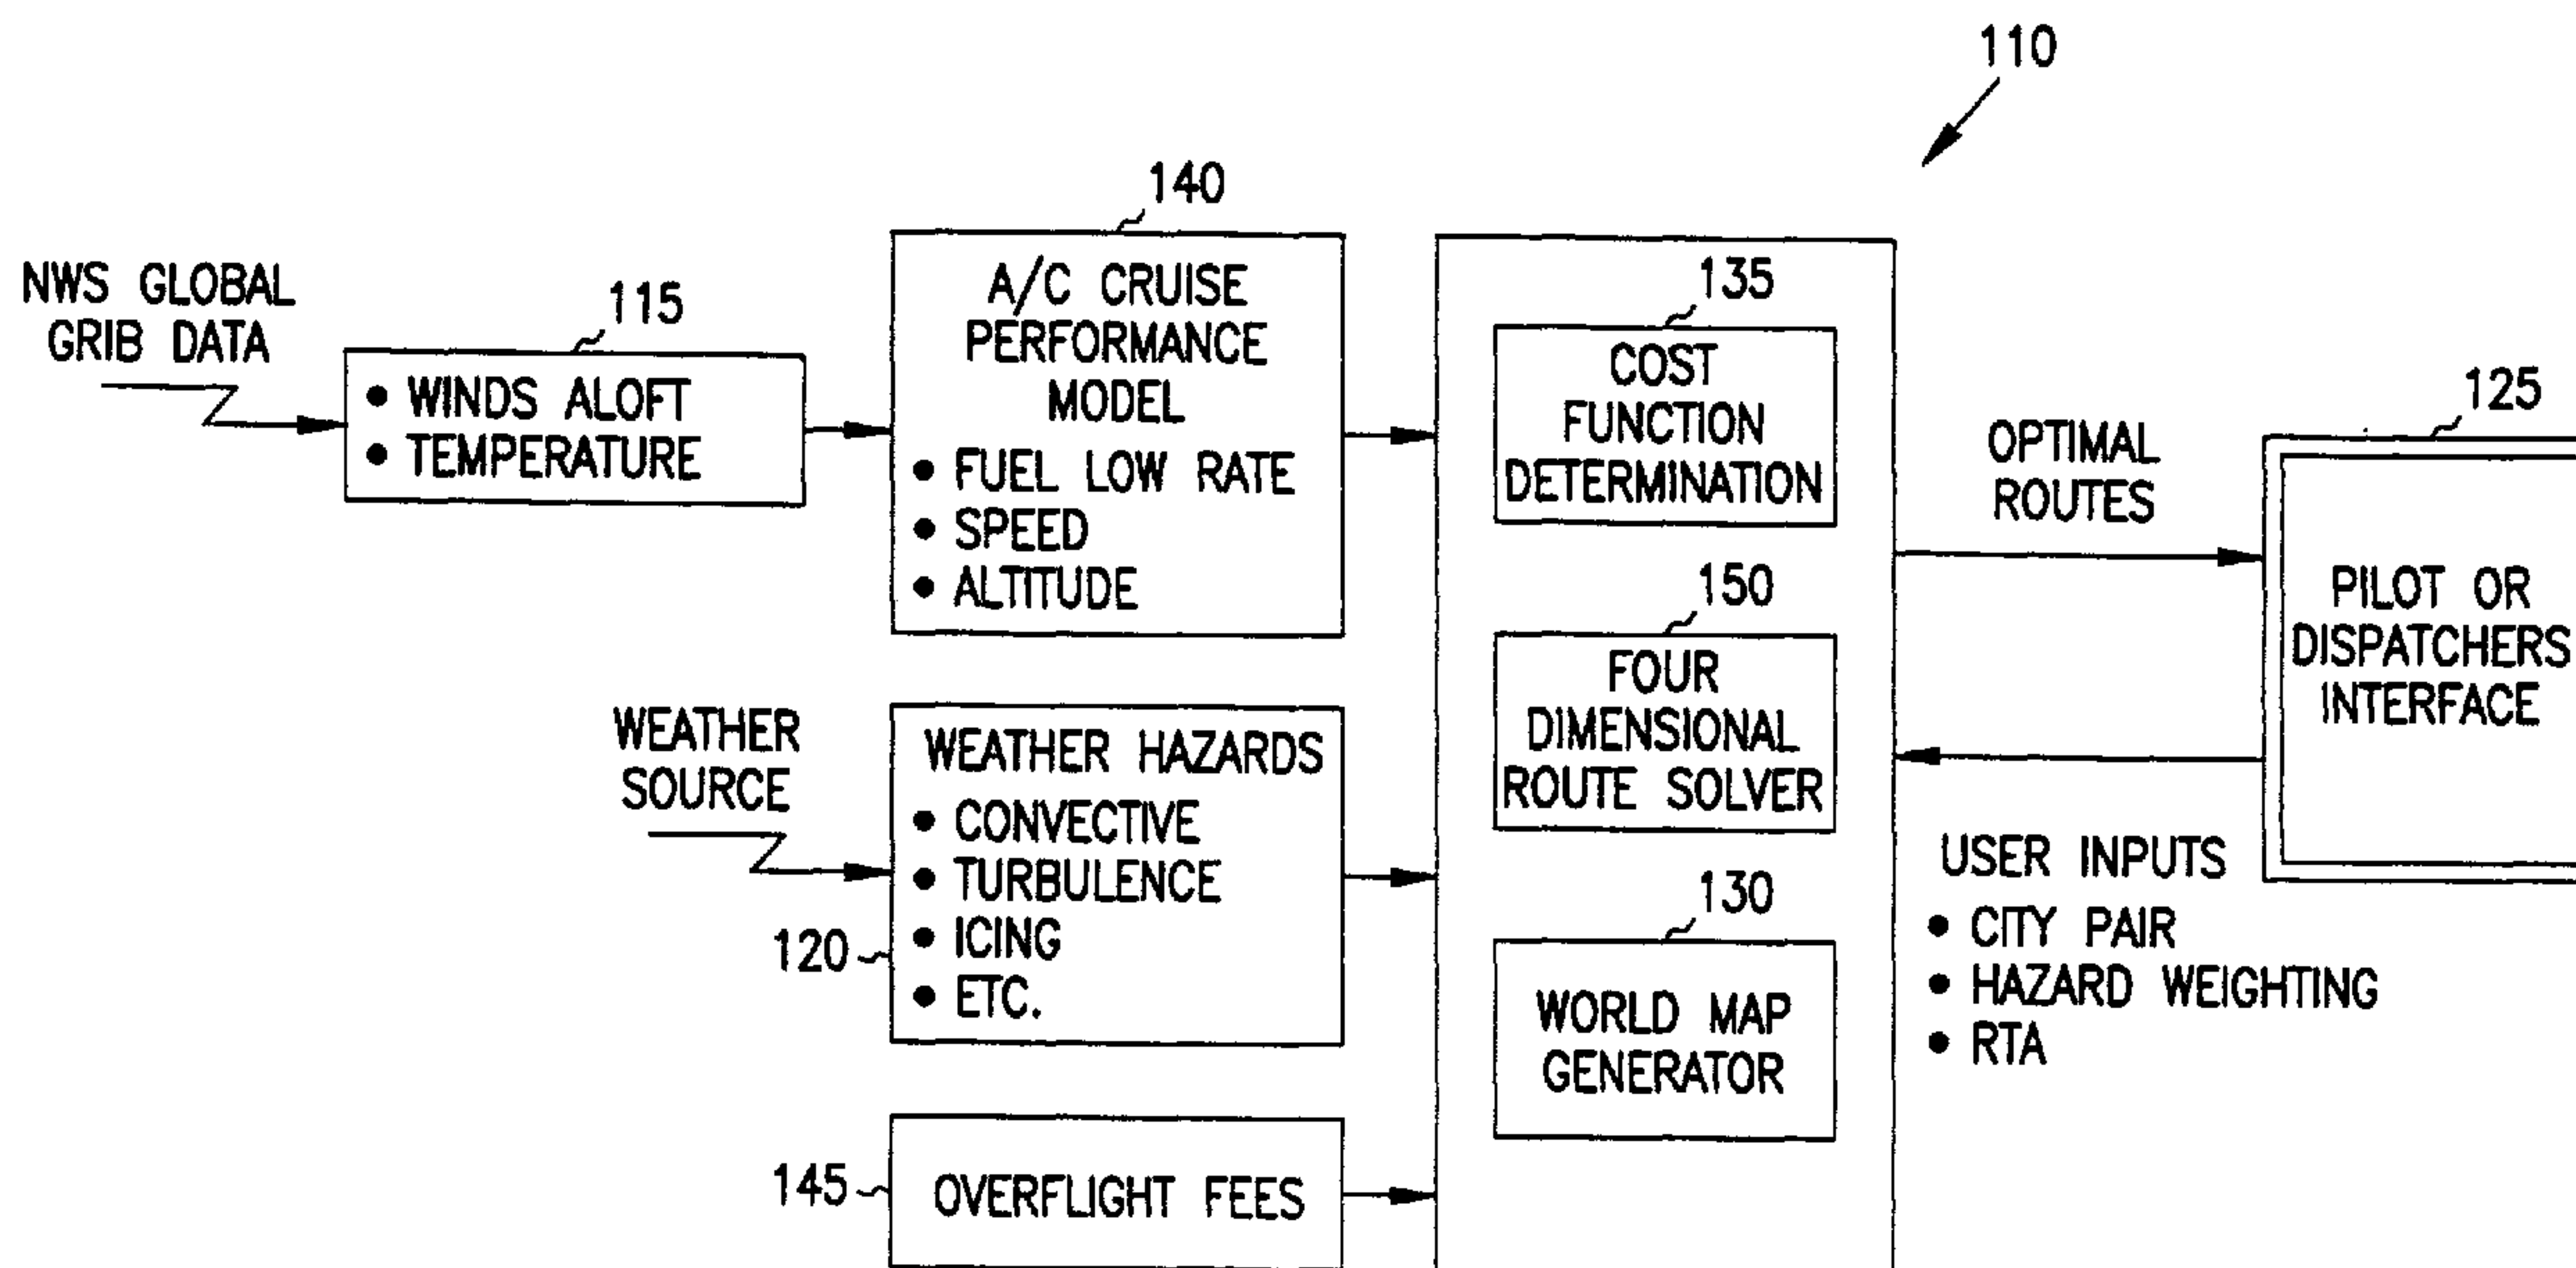 110
NWS GLOBAL
GRIB DATA
115
• WINDS ALOFT
• TEMPERATURE
140
A/C CRUISE
PERFORMANCE
MODEL
• FUEL LOW RATE
• SPEED
• ALTITUDE
WEATHER
SOURCE
120
WEATHER HAZARDS
• CONVECTIVE
• TURBULENCE
• ICING
• ETC.
145
OVERFLIGHT FEES
135
COST
FUNCTION
DETERMINATION
150
FOUR
DIMENSIONAL
ROUTE SOLVER
130
WORLD MAP
GENERATOR
OPTIMAL
ROUTES
125
PILOT OR
DISPATCHERS
INTERFACE
USER INPUTS
• CITY PAIR
• HAZARD WEIGHTING
• RTA